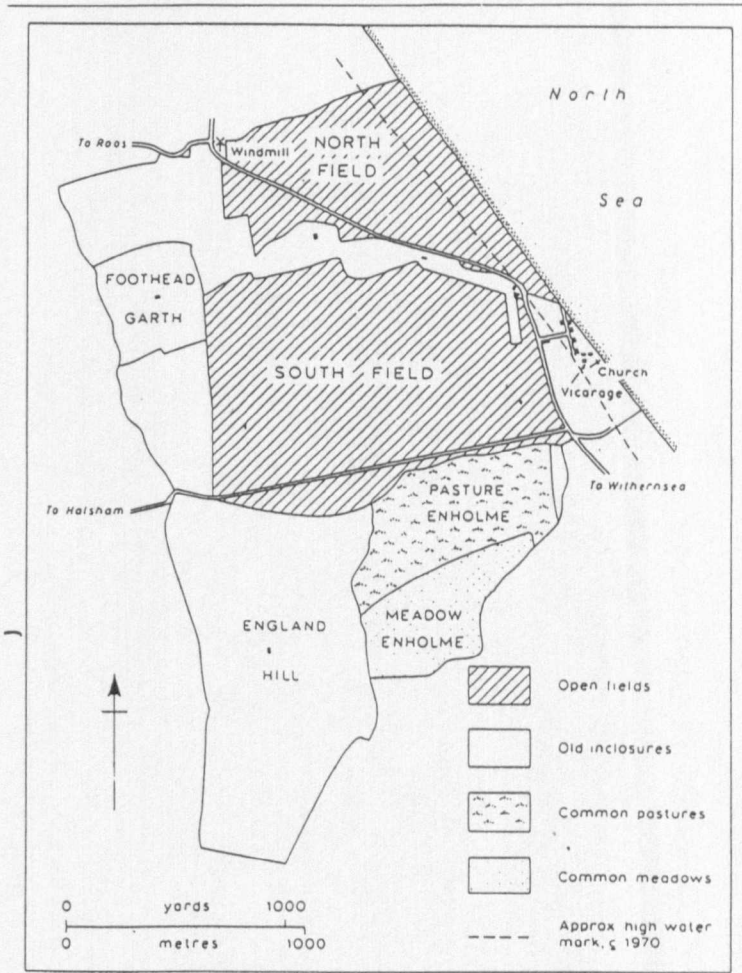 North
Sea
To Roos
Windmill
NORTH
FIELD
FOOTHEAD
GARTH
SOUTH FIELD
Church
Vicarage
To Withernsea
To Halsham
PASTURE
ENHOLME
MEADOW
ENHOLME
ENGLAND
HILL
Open fields
Old inclosures
Common pastures
Common meadows
Approx high water
mark, c 1970
0 yards 1000
0 metres 1000